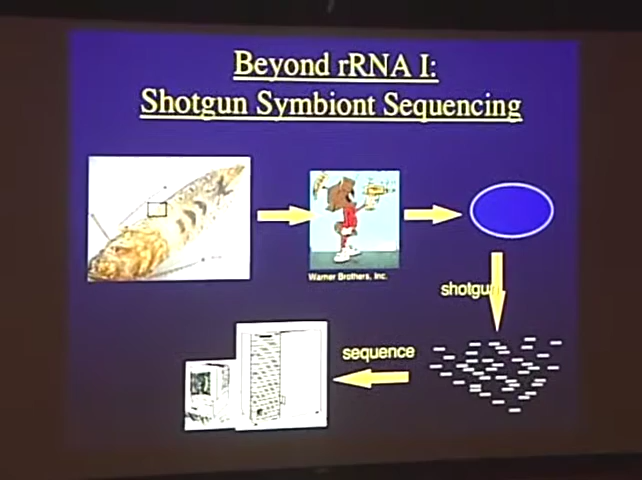 Beyond rRNA I:
Shotgun Symbiont Sequencing
Warner Brothers, Inc.
shotgun
sequence